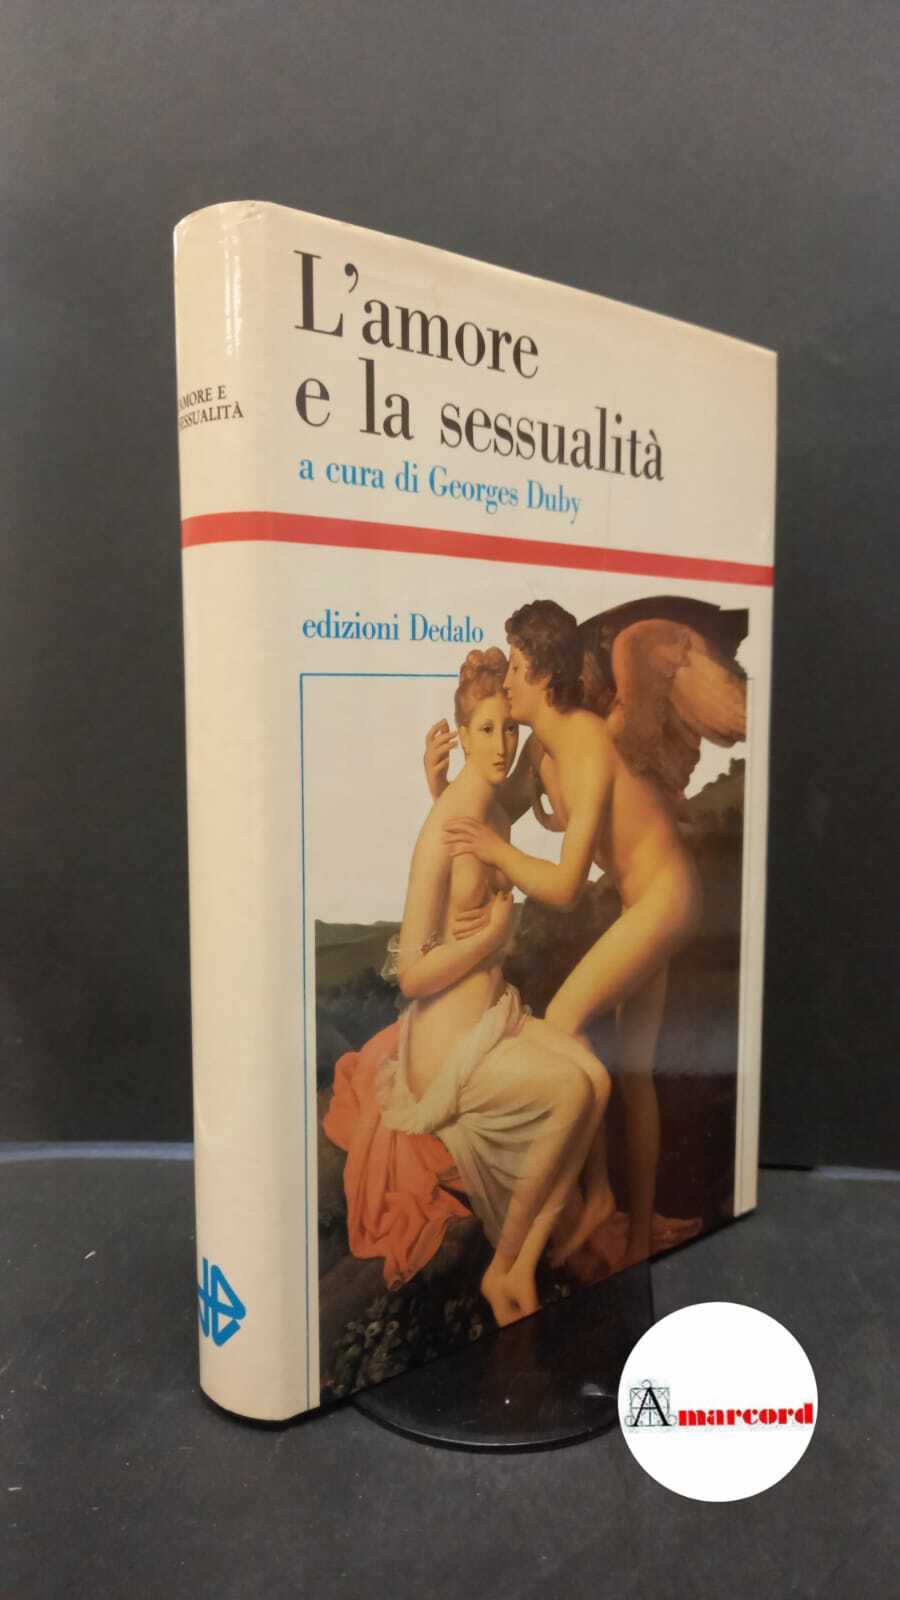 L'amore
e la sessualità
a cura di Georges Duby
edizioni Dedalo
AMORE E
SESSUALITÀ
Amarcord